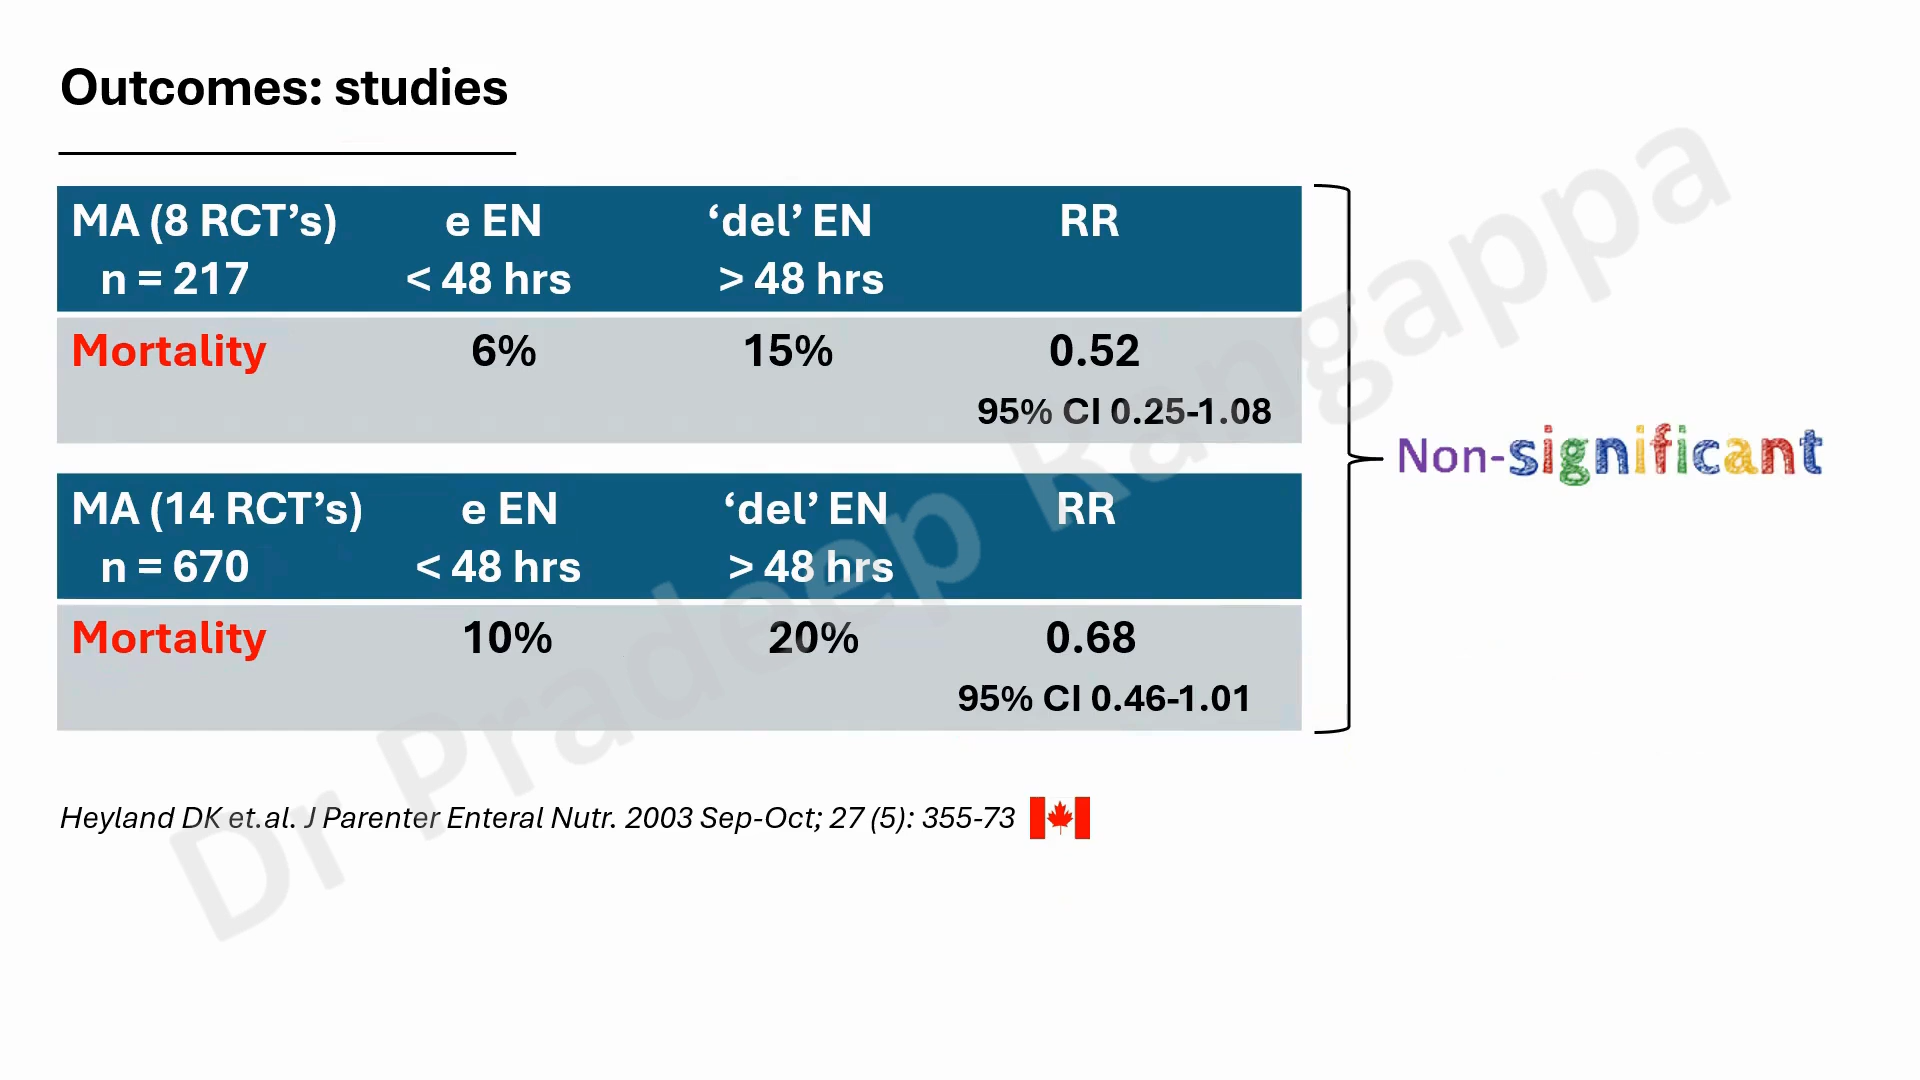 Outcomes: studies
MA (8 RCT’s) e EN ‘del’ EN RR
n = 217 < 48 hrs > 48 hrs
Mortality 6% 15% 0.52
95% CI 0.25-1.08
Non-significant
MA (14 RCT’s) e EN ‘del’ EN RR
n = 670 < 48 hrs > 48 hrs
Mortality 10% 20% 0.68
95% CI 0.46-1.01
Heyland DK et.al. J Parenter Enteral Nutr. 2003 Sep-Oct; 27 (5): 355-73
Dr Pradeep Rangappa